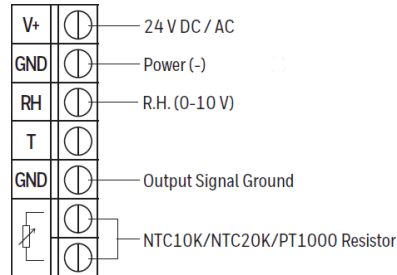 V+ 24 V DC / AC
GND Power (-)
RH R.H. (0-10 V)
T
GND Output Signal Ground
NTC10K/NTC20K/PT1000 Resistor